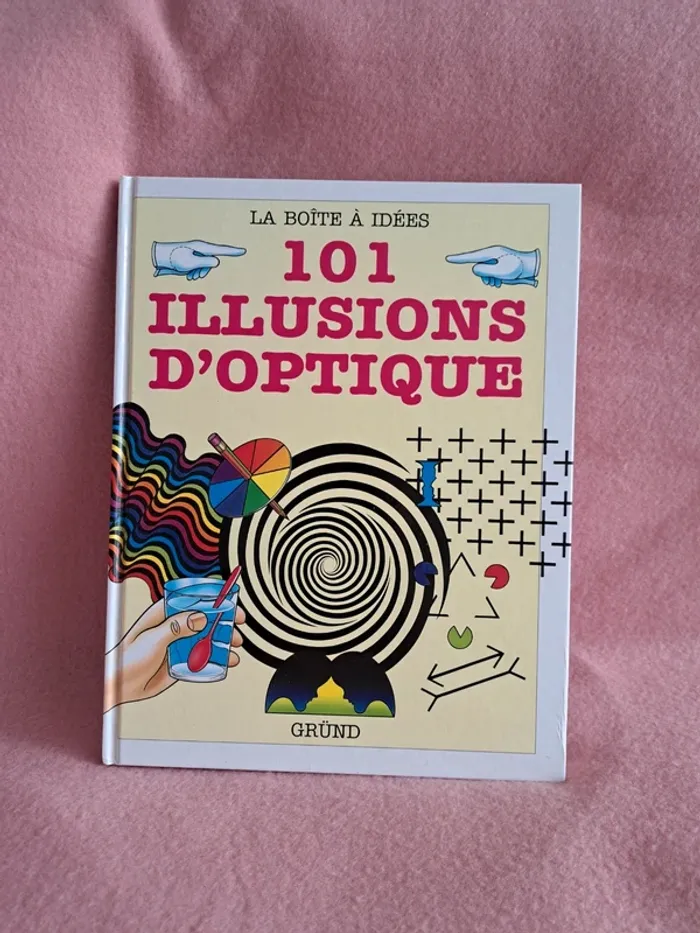 LA BOÎTE À IDÉES
101
ILLUSIONS
D'OPTIQUE
GRÜND